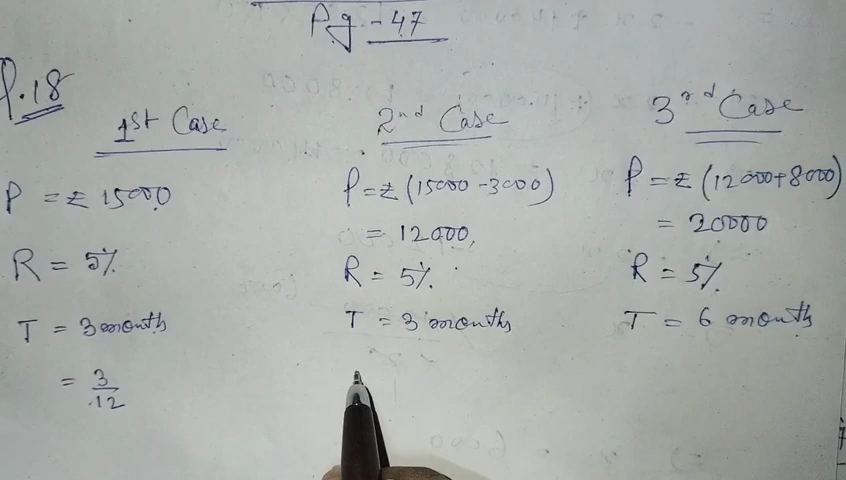 Pg - 47
P.18
1st Case
P = ₹ 15000
R = 5%
T = 3 months
= 3/12
2nd Case
P = ₹ (15000 - 3000)
= 12000,
R = 5%.
T = 3 months
3rd Case
P = ₹ (12000+8000)
= 20000
R = 5%
T = 6 months
7